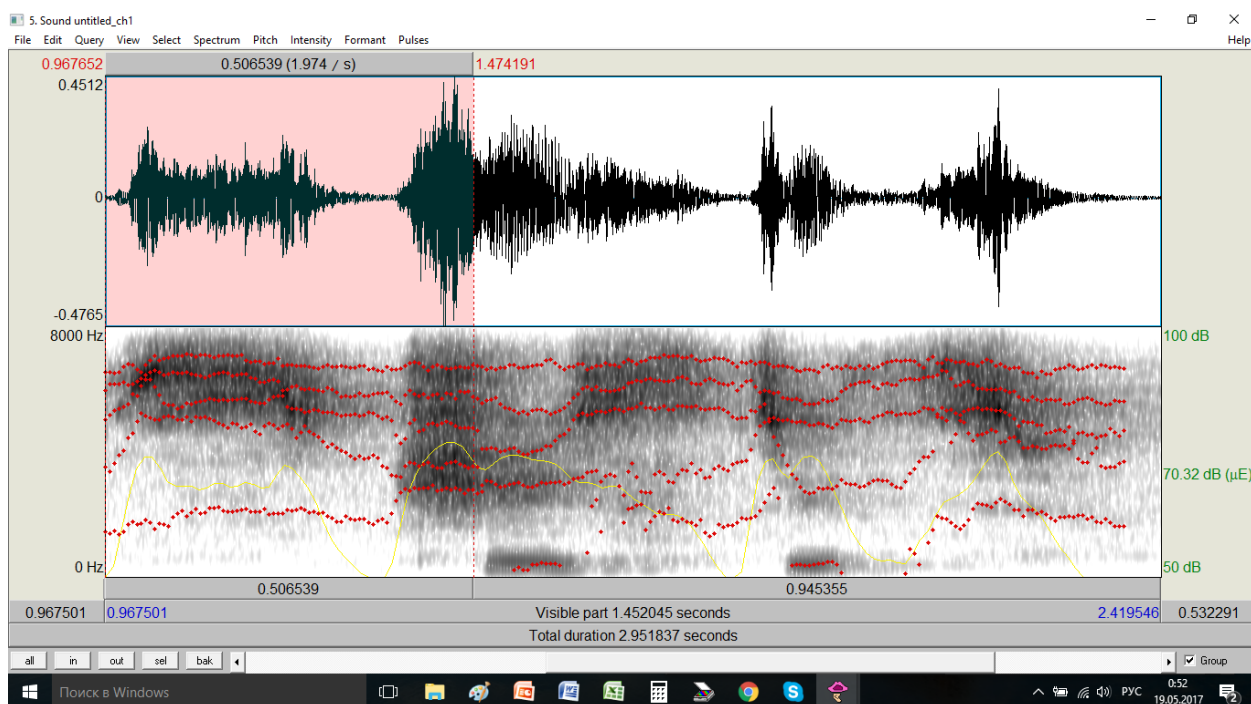 5. Sound untitled_ch1
File Edit Query View Select Spectrum Pitch Intensity Formant Pulses Help
0.967652 0.506539 (1.974 / s) 1.474191
0.4512
0
-0.4765
8000 Hz 100 dB
70.32 dB (µE)
0 Hz 50 dB
0.506539 0.945355
0.967501 0.967501 Visible part 1.452045 seconds 2.419546 0.532291
Total duration 2.951837 seconds
all in out sel bak Group
Поиск в Windows РУС 0:52
19.05.2017 2